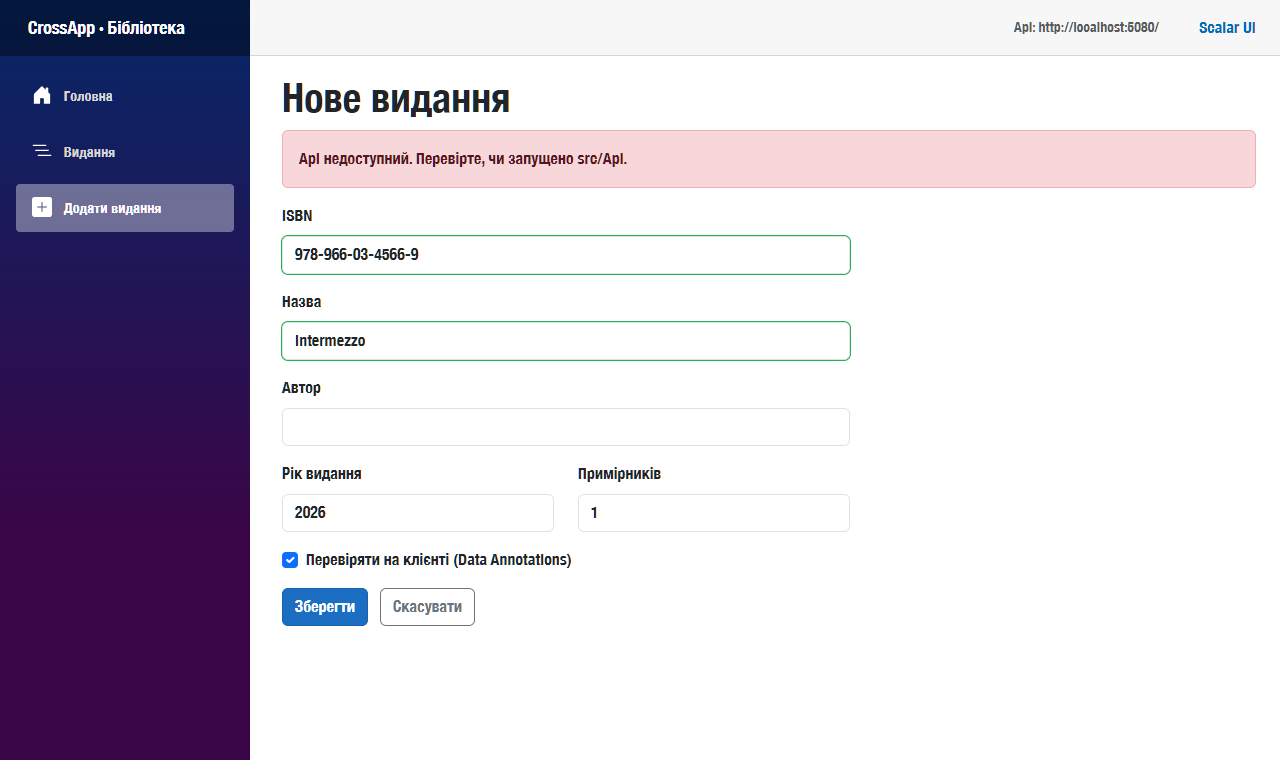 CrossApp • Бібліотека
Api: http://localhost:5080/
Scalar UI
Головна
Видання
Додати видання
Нове видання
Api недоступний. Перевірте, чи запущено src/Api.
ISBN
978-966-03-4566-9
Назва
Intermezzo
Автор
Рік видання
Примірників
2026
1
Перевіряти на клієнті (Data Annotations)
Зберегти
Скасувати